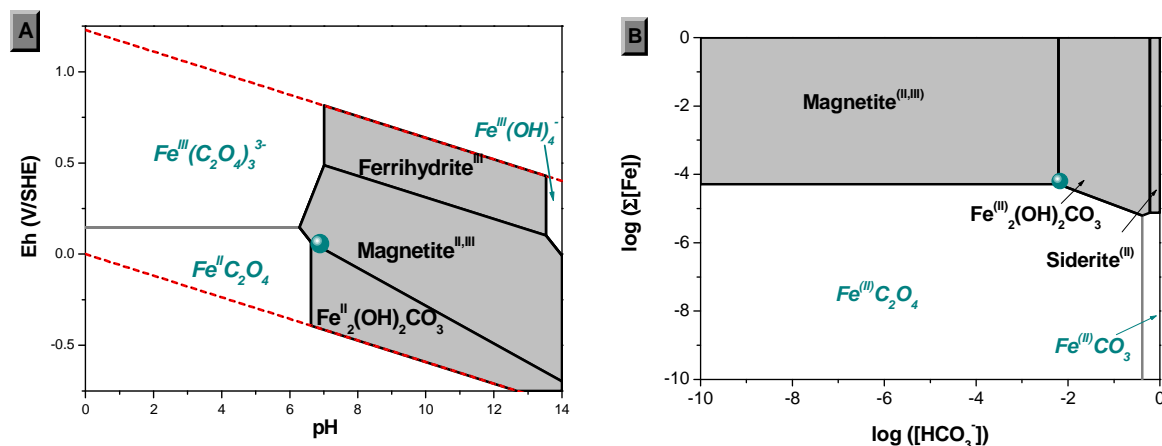 A
1.0
0.5
0.0
-0.5
Eh (V/SHE)
0
2
4
6
8
10
12
14
pH
Fe^III(C2O4)3^3-
Fe^III(OH)4^-
Ferrihydrite^III
Magnetite^II,III
Fe^IIC2O4
Fe^II2(OH)2CO3
B
0
-2
-4
-6
-8
-10
log (Σ[Fe])
-10
-8
-6
-4
-2
0
log ([HCO3^-])
Magnetite^(II,III)
Fe^(II)2(OH)2CO3
Siderite^(II)
Fe^(II)C2O4
Fe^(II)CO3